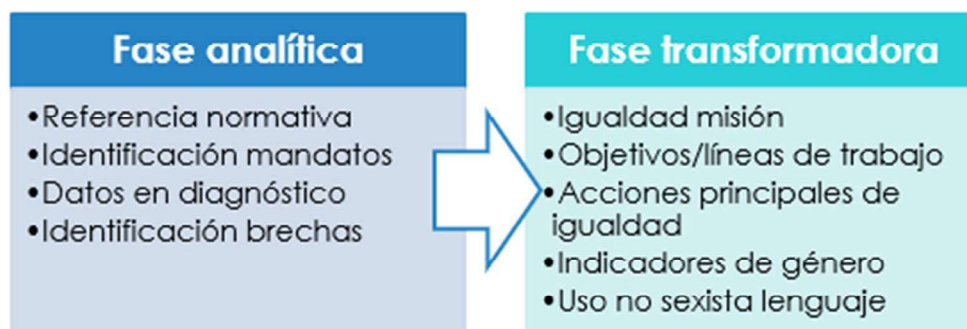 Fase analítica
•Referencia normativa
•Identificación mandatos
•Datos en diagnóstico
•Identificación brechas
Fase transformadora
•Igualdad misión
•Objetivos/líneas de trabajo
•Acciones principales de
igualdad
•Indicadores de género
•Uso no sexista lenguaje